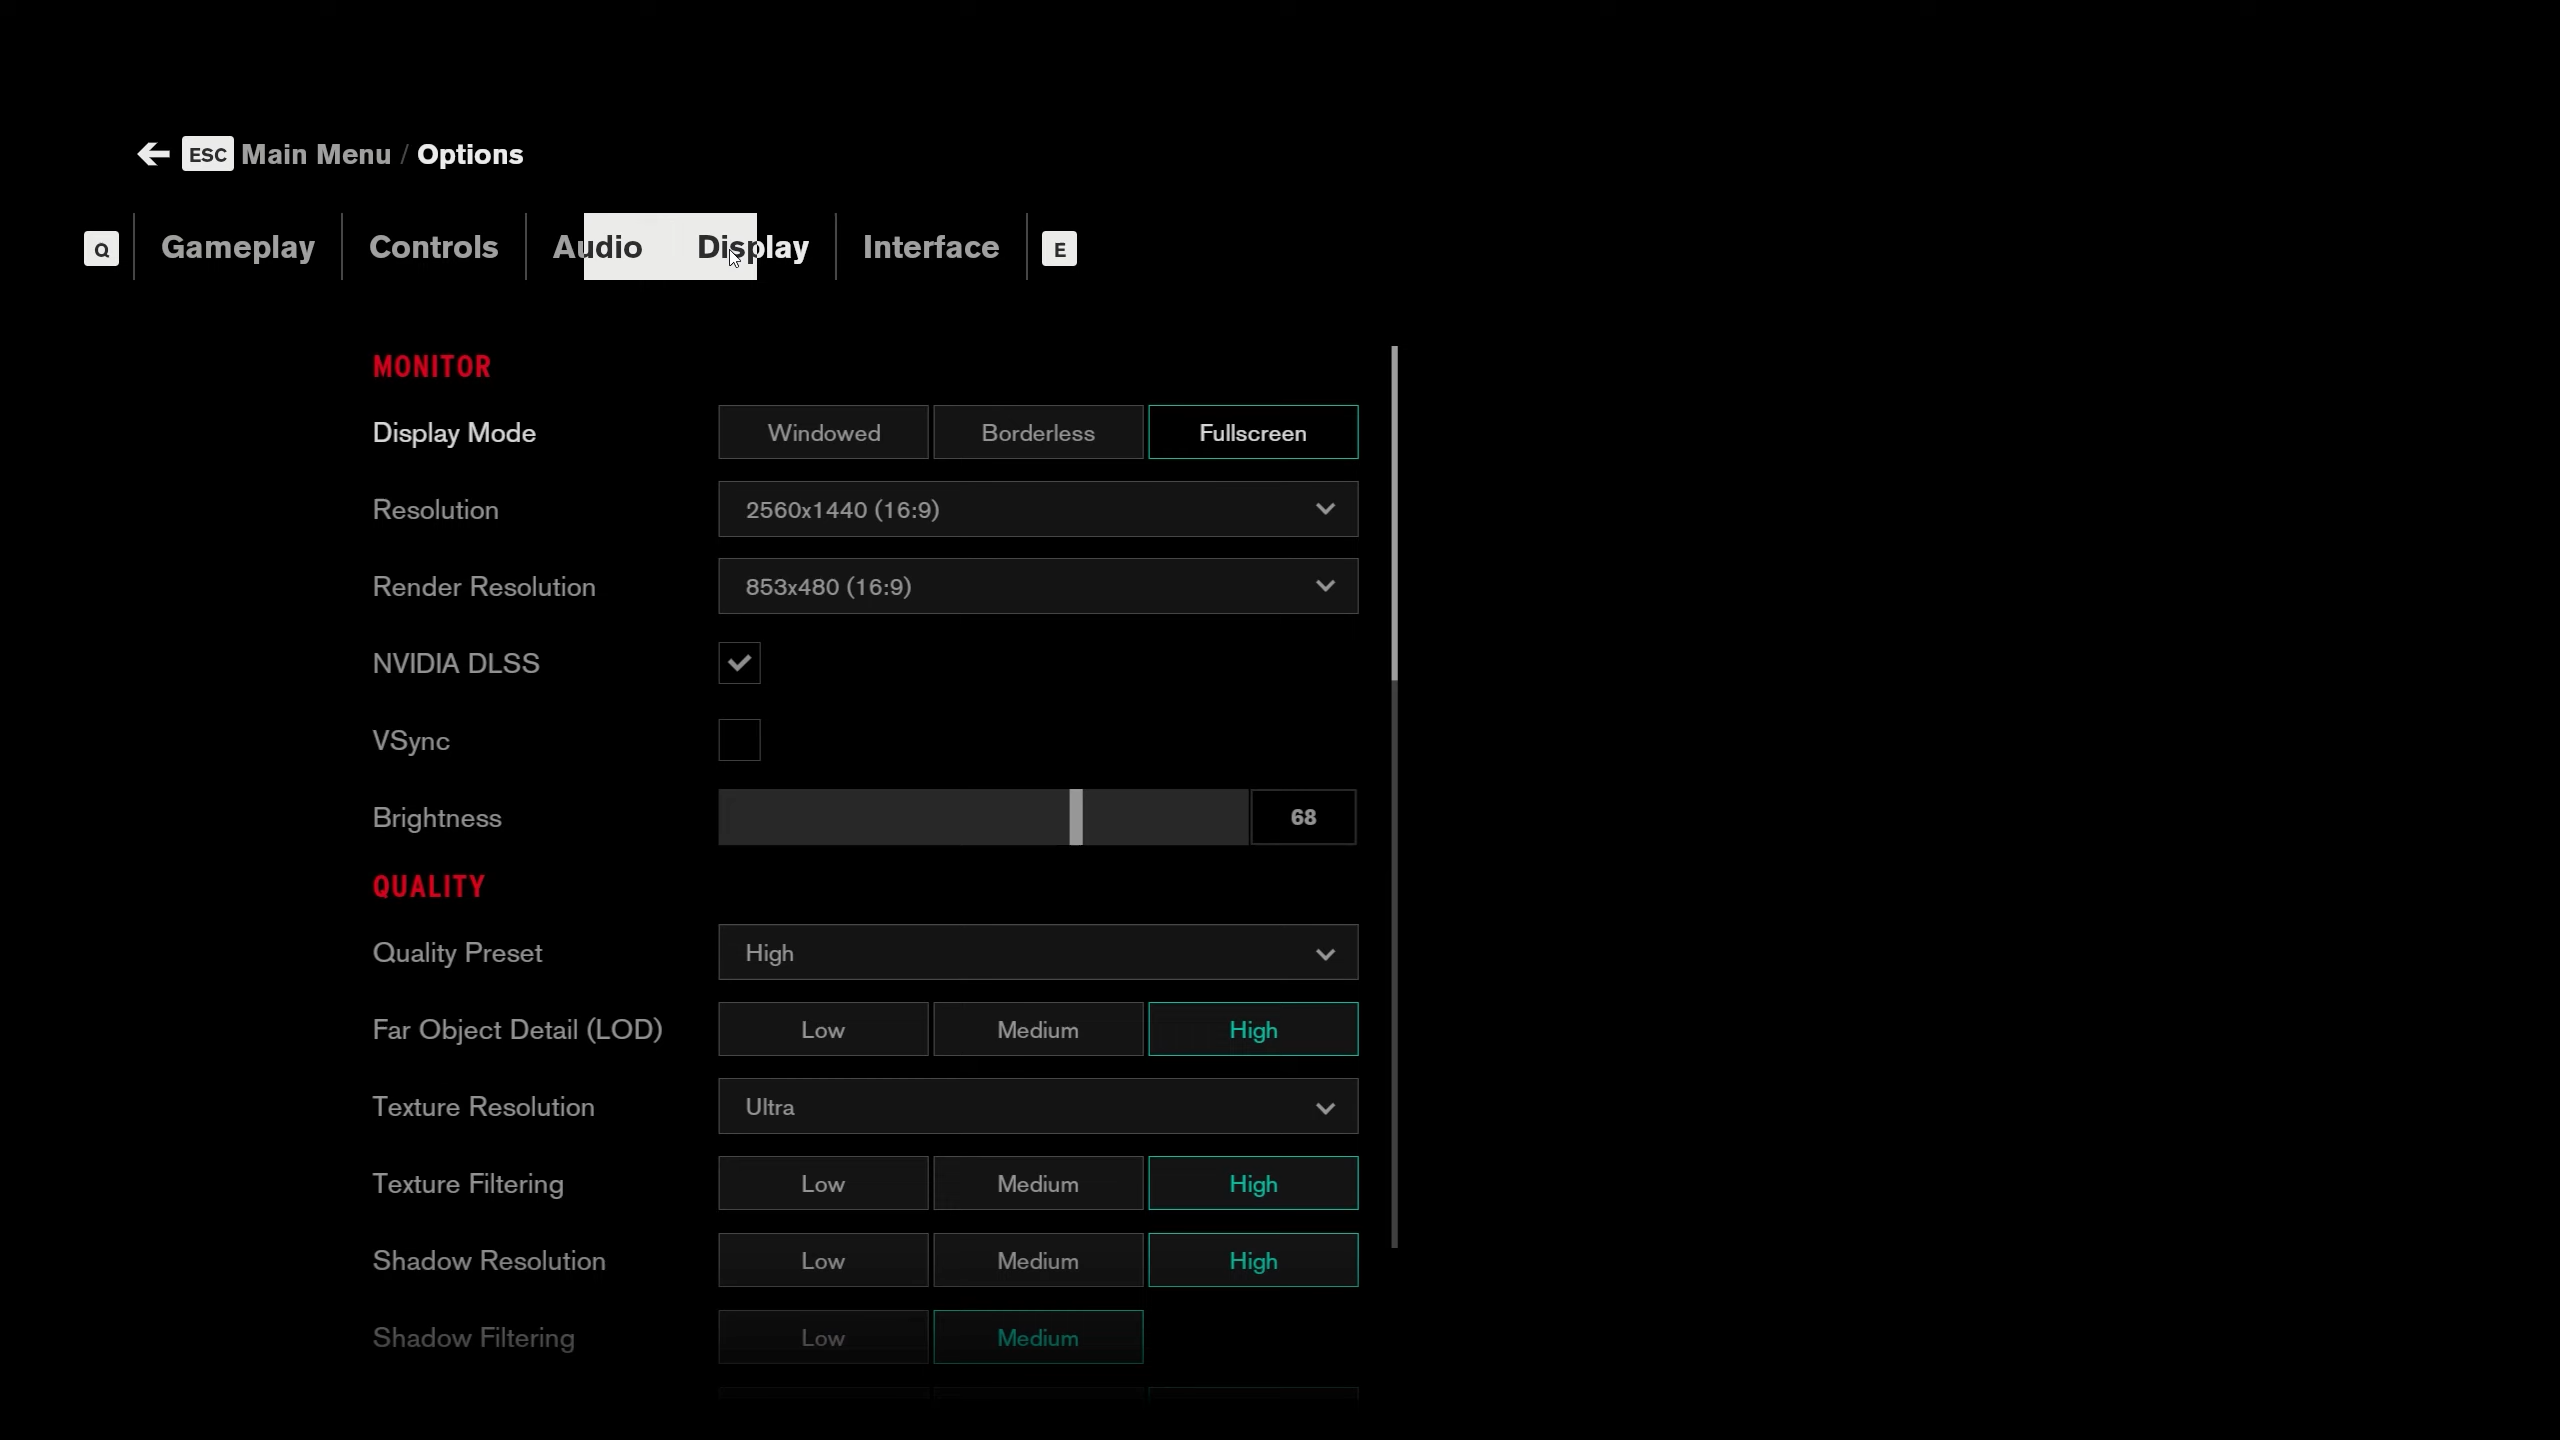 ESC Main Menu / Options
Q Gameplay Controls Audio Display Interface E
MONITOR
Display Mode Windowed Borderless Fullscreen
Resolution 2560x1440 (16:9)
Render Resolution 853x480 (16:9)
NVIDIA DLSS
VSync
Brightness 68
QUALITY
Quality Preset High
Far Object Detail (LOD) Low Medium High
Texture Resolution Ultra
Texture Filtering Low Medium High
Shadow Resolution Low Medium High
Shadow Filtering Low Medium